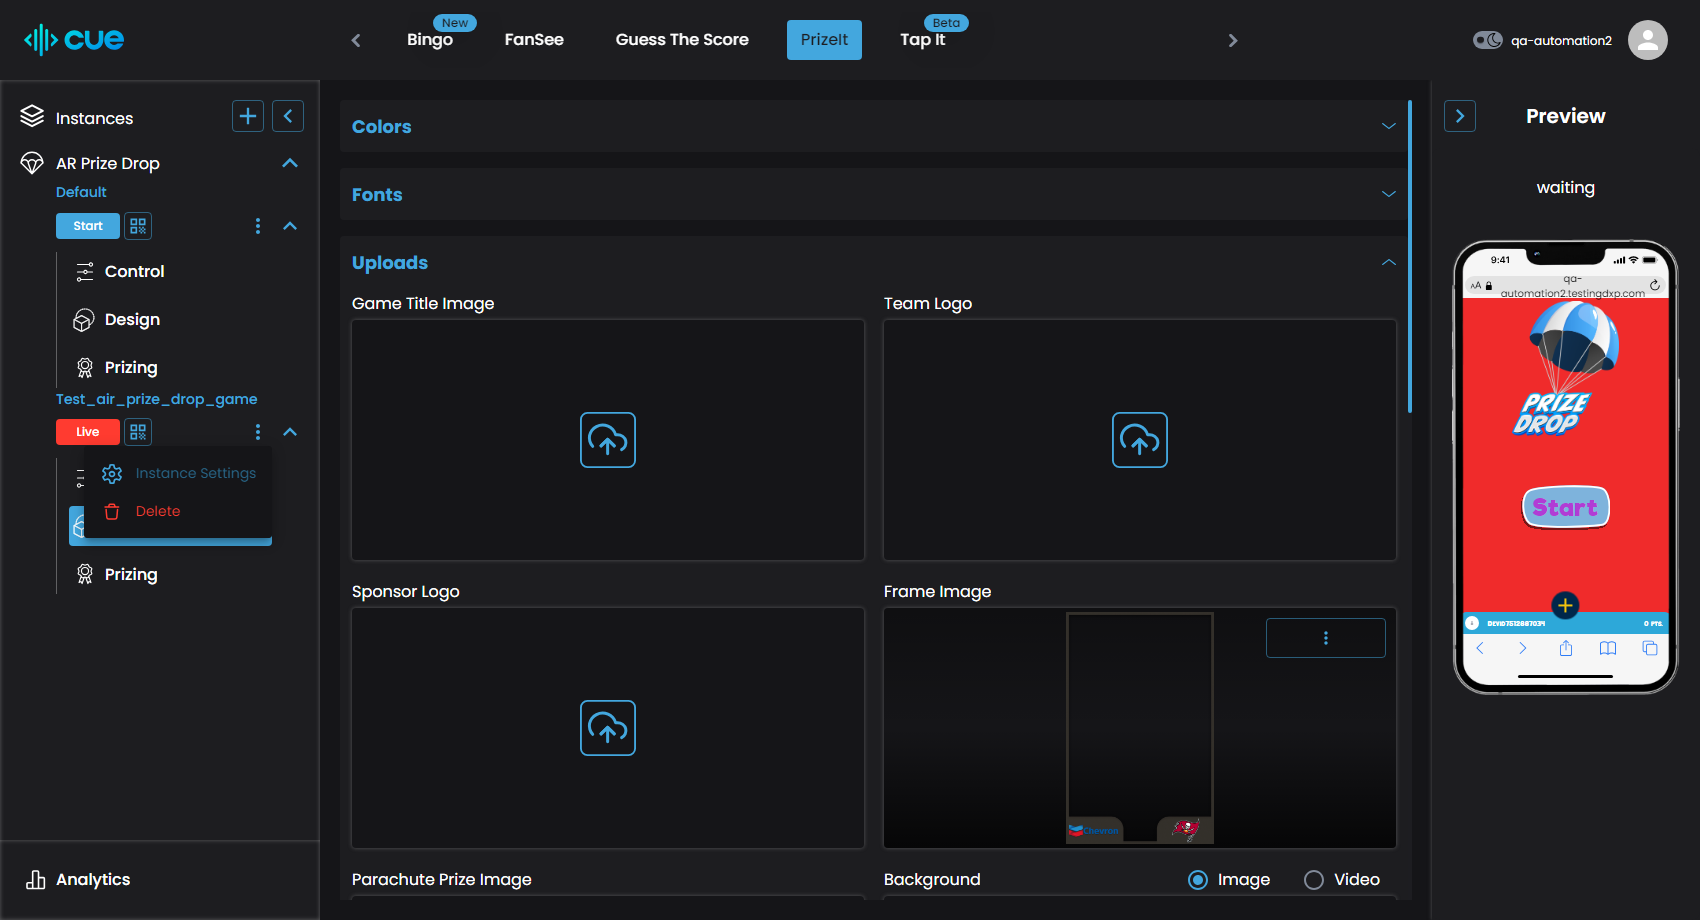 cue
Bingo
New
FanSee
Guess The Score
PrizeIt
Tap It
Beta
qa-automation2
Instances
AR Prize Drop
Default
Start
Control
Design
Prizing
Test_air_prize_drop_game
Live
Instance Settings
Delete
Prizing
Analytics
Colors
Fonts
Uploads
Game Title Image
Team Logo
Sponsor Logo
Frame Image
Chevron
Parachute Prize Image
Background
Image
Video
Preview
waiting
9:41
AA
qa-
automation2.testingdxp.com
PRIZE
DROP
Start
0 PTS.